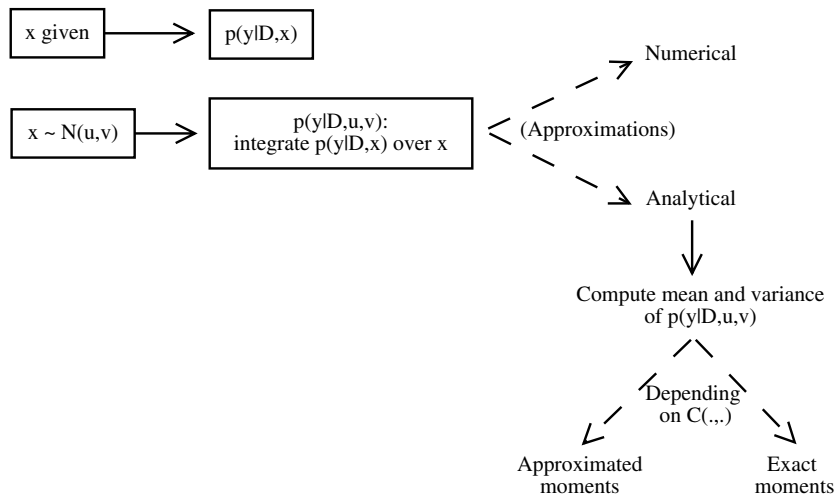 x given
p(y|D,x)
x ~ N(u,v)
p(y|D,u,v):
integrate p(y|D,x) over x
Numerical
(Approximations)
Analytical
Compute mean and variance
of p(y|D,u,v)
Depending
on C(.,.)
Approximated
moments
Exact
moments